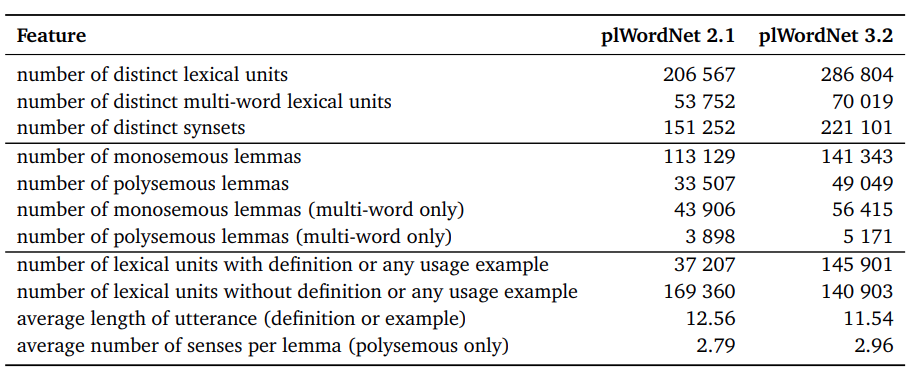 Feature plWordNet 2.1 plWordNet 3.2
number of distinct lexical units 206 567 286 804
number of distinct multi-word lexical units 53 752 70 019
number of distinct synsets 151 252 221 101
number of monosemous lemmas 113 129 141 343
number of polysemous lemmas 33 507 49 049
number of monosemous lemmas (multi-word only) 43 906 56 415
number of polysemous lemmas (multi-word only) 3 898 5 171
number of lexical units with definition or any usage example 37 207 145 901
number of lexical units without definition or any usage example 169 360 140 903
average length of utterance (definition or example) 12.56 11.54
average number of senses per lemma (polysemous only) 2.79 2.96